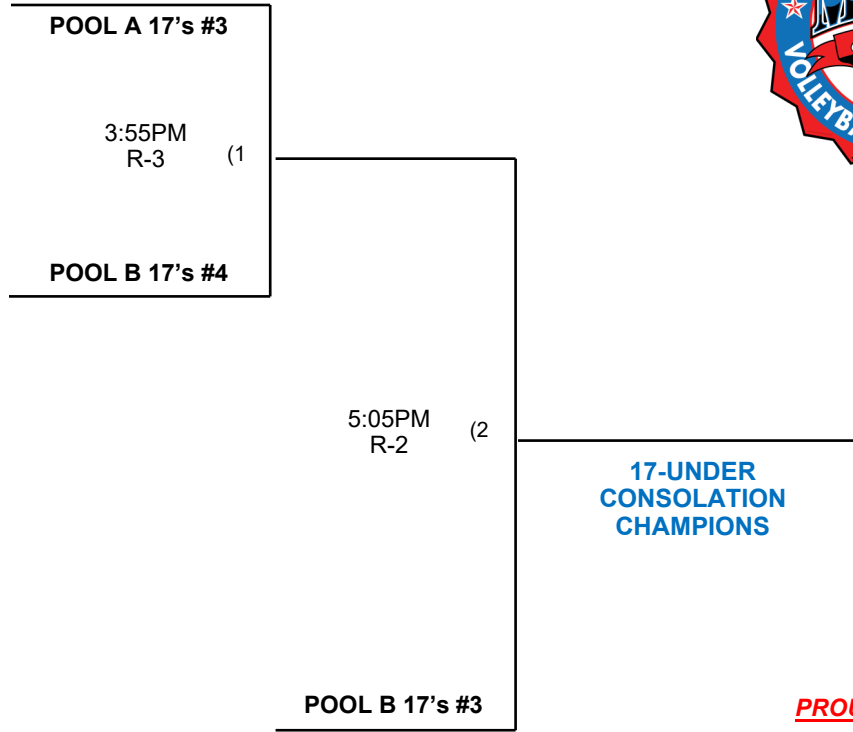 POOL A 17’s #3
3:55PM
R-3 (1
POOL B 17’s #4
5:05PM
R-2 (2
17-UNDER
CONSOLATION
CHAMPIONS
POOL B 17’s #3